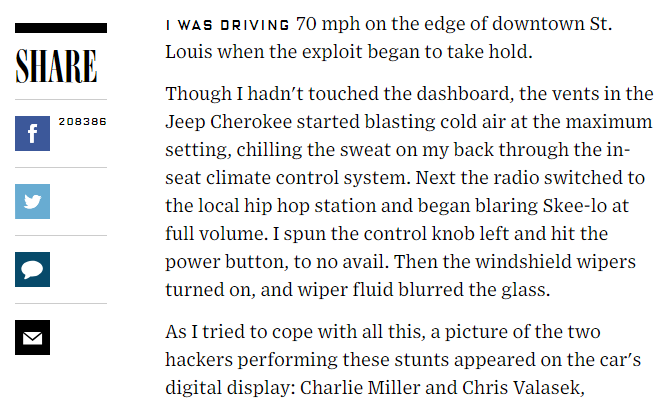 SHARE
208386
I WAS DRIVING 70 mph on the edge of downtown St.
Louis when the exploit began to take hold.
Though I hadn't touched the dashboard, the vents in the
Jeep Cherokee started blasting cold air at the maximum
setting, chilling the sweat on my back through the in-
seat climate control system. Next the radio switched to
the local hip hop station and began blaring Skee-lo at
full volume. I spun the control knob left and hit the
power button, to no avail. Then the windshield wipers
turned on, and wiper fluid blurred the glass.
As I tried to cope with all this, a picture of the two
hackers performing these stunts appeared on the car's
digital display: Charlie Miller and Chris Valasek,